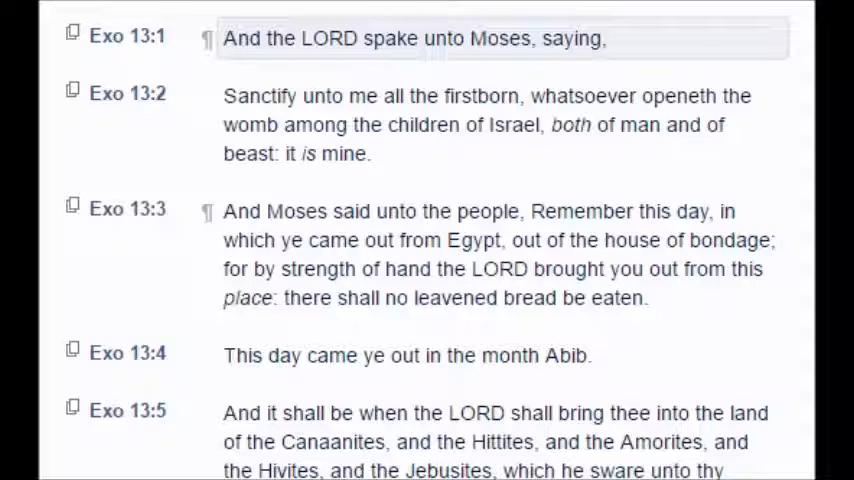 Exo 13:1 ¶ And the LORD spake unto Moses, saying,
Exo 13:2 Sanctify unto me all the firstborn, whatsoever openeth the
womb among the children of Israel, both of man and of
beast: it is mine.
Exo 13:3 ¶ And Moses said unto the people, Remember this day, in
which ye came out from Egypt, out of the house of bondage;
for by strength of hand the LORD brought you out from this
place: there shall no leavened bread be eaten.
Exo 13:4 This day came ye out in the month Abib.
Exo 13:5 And it shall be when the LORD shall bring thee into the land
of the Canaanites, and the Hittites, and the Amorites, and
the Hivites, and the Jebusites, which he sware unto thy